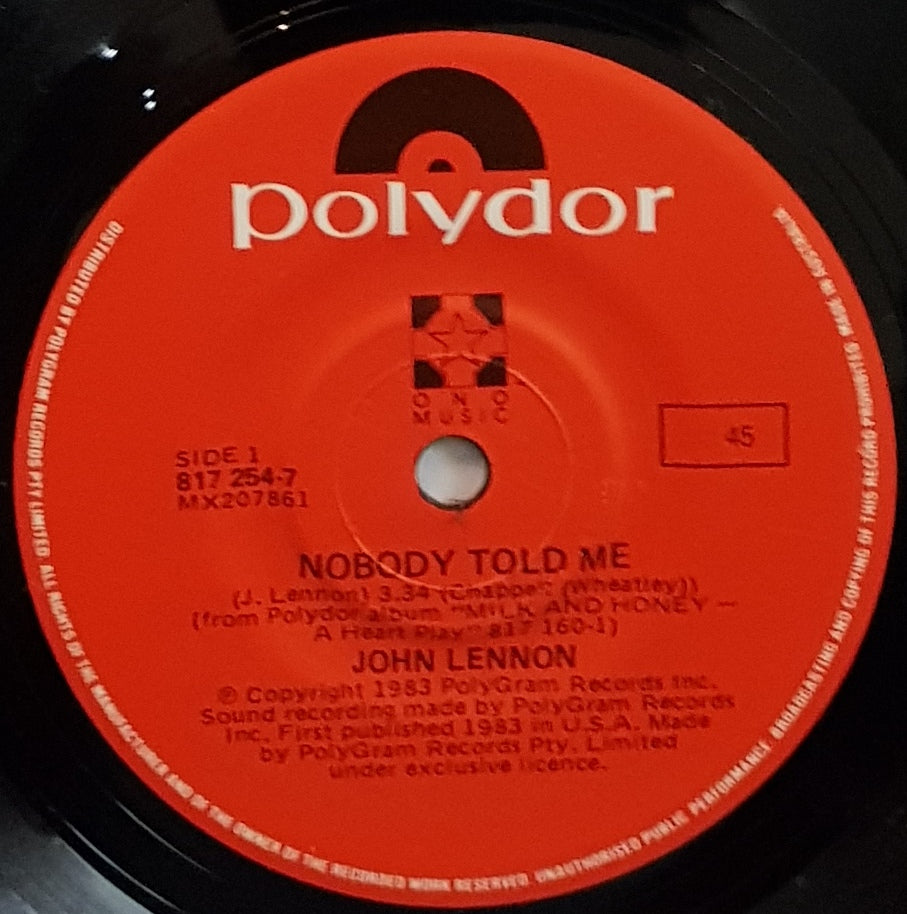 polydor
ONO
MUSIC
45
SIDE 1
817 254-7
MX207861
NOBODY TOLD ME
(J. Lennon) 3.34 (Chappell (Wheatley))
(from Polydor album "MILK AND HONEY —
A Heart Play" 817 160-1)
JOHN LENNON
℗ Copyright 1983 PolyGram Records Inc.
Sound recording made by PolyGram Records
Inc. First published 1983 in U.S.A. Made
by PolyGram Records Pty. Limited
under exclusive licence.
DISTRIBUTED BY POLYGRAM RECORDS PTY. LIMITED. ALL RIGHTS OF THE MANUFACTURER AND OF THE OWNER OF THE RECORDED WORK RESERVED. UNAUTHORISED PUBLIC PERFORMANCE, BROADCASTING AND COPYING OF THIS RECORD PROHIBITED. MADE IN AUSTRALIA